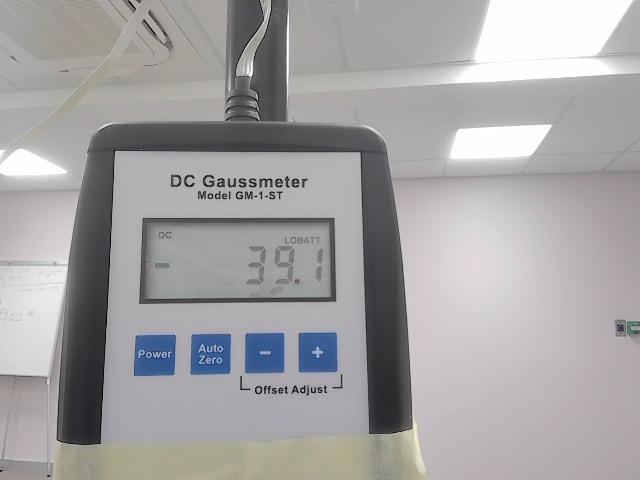 DC Gaussmeter
Model GM-1-ST
DC
LOBATT
- 39.1
Power
Auto
Zero
-
+
Offset Adjust